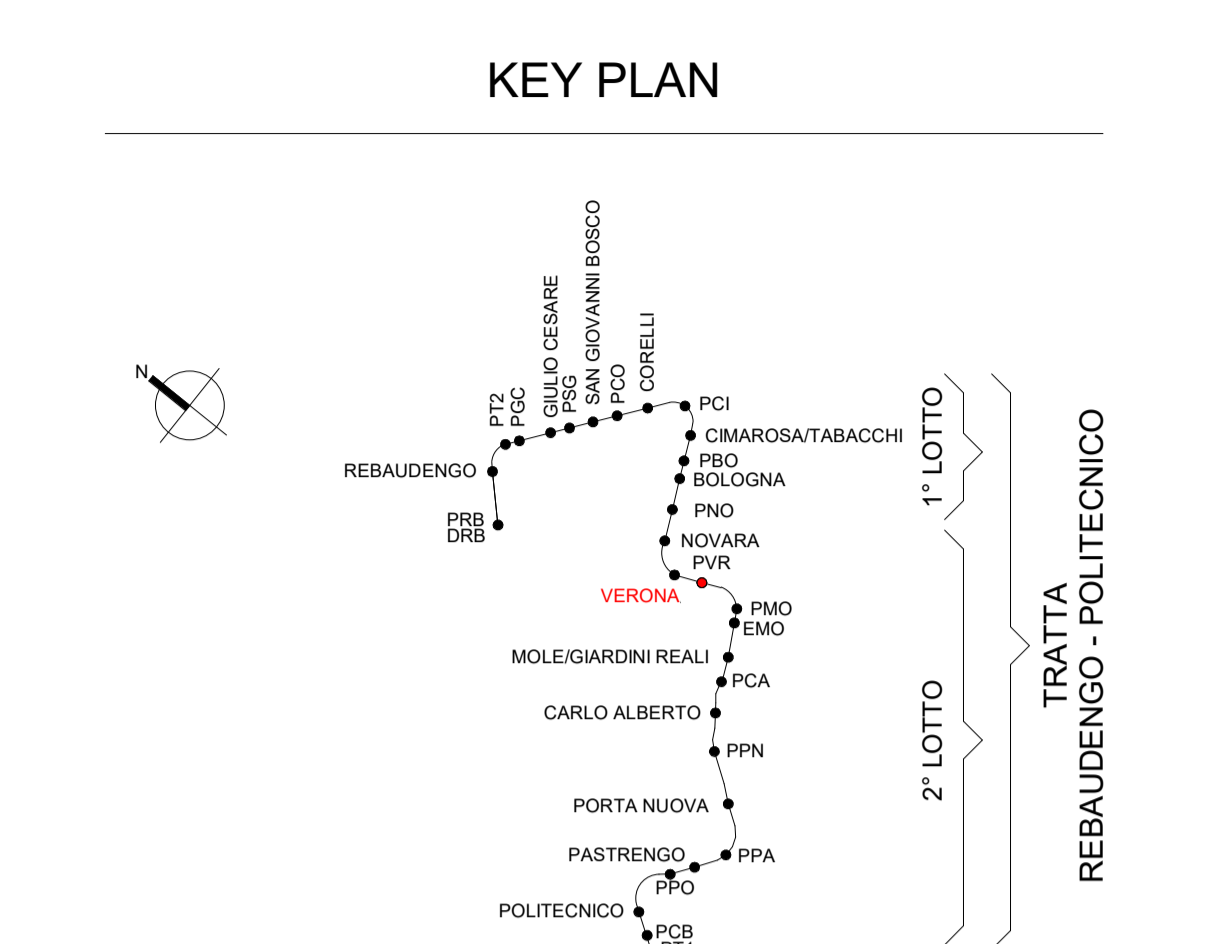 KEY PLAN
N
REBAUDENGO
PRB
DRB
PT2
PGC
GIULIO CESARE
PSG
SAN GIOVANNI BOSCO
PCO
CORELLI
PCI
CIMAROSA/TABACCHI
PBO
BOLOGNA
PNO
NOVARA
PVR
VERONA
PMO
EMO
MOLE/GIARDINI REALI
PCA
CARLO ALBERTO
PPN
PORTA NUOVA
PASTRENGO
PPA
PPO
POLITECNICO
PCB
1° LOTTO
2° LOTTO
TRATTA
REBAUDENGO - POLITECNICO